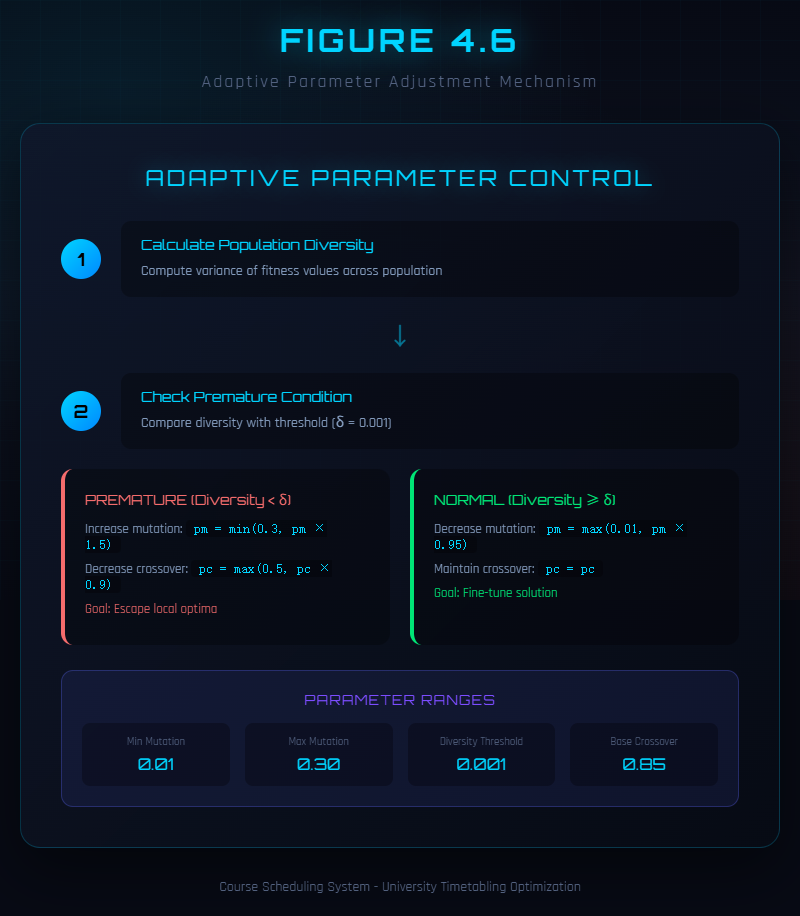 FIGURE 4.6
Adaptive Parameter Adjustment Mechanism
ADAPTIVE PARAMETER CONTROL
1
Calculate Population Diversity
Compute variance of fitness values across population
↓
2
Check Premature Condition
Compare diversity with threshold (δ = 0.001)
PREMATURE (Diversity < δ)
Increase mutation: pm = min(0.3, pm ×
1.5)
Decrease crossover: pc = max(0.5, pc ×
0.9)
Goal: Escape local optima
NORMAL (Diversity ≥ δ)
Decrease mutation: pm = max(0.01, pm ×
0.95)
Maintain crossover: pc = pc
Goal: Fine-tune solution
PARAMETER RANGES
Min Mutation
0.01
Max Mutation
0.30
Diversity Threshold
0.001
Base Crossover
0.85
Course Scheduling System - University Timetabling Optimization